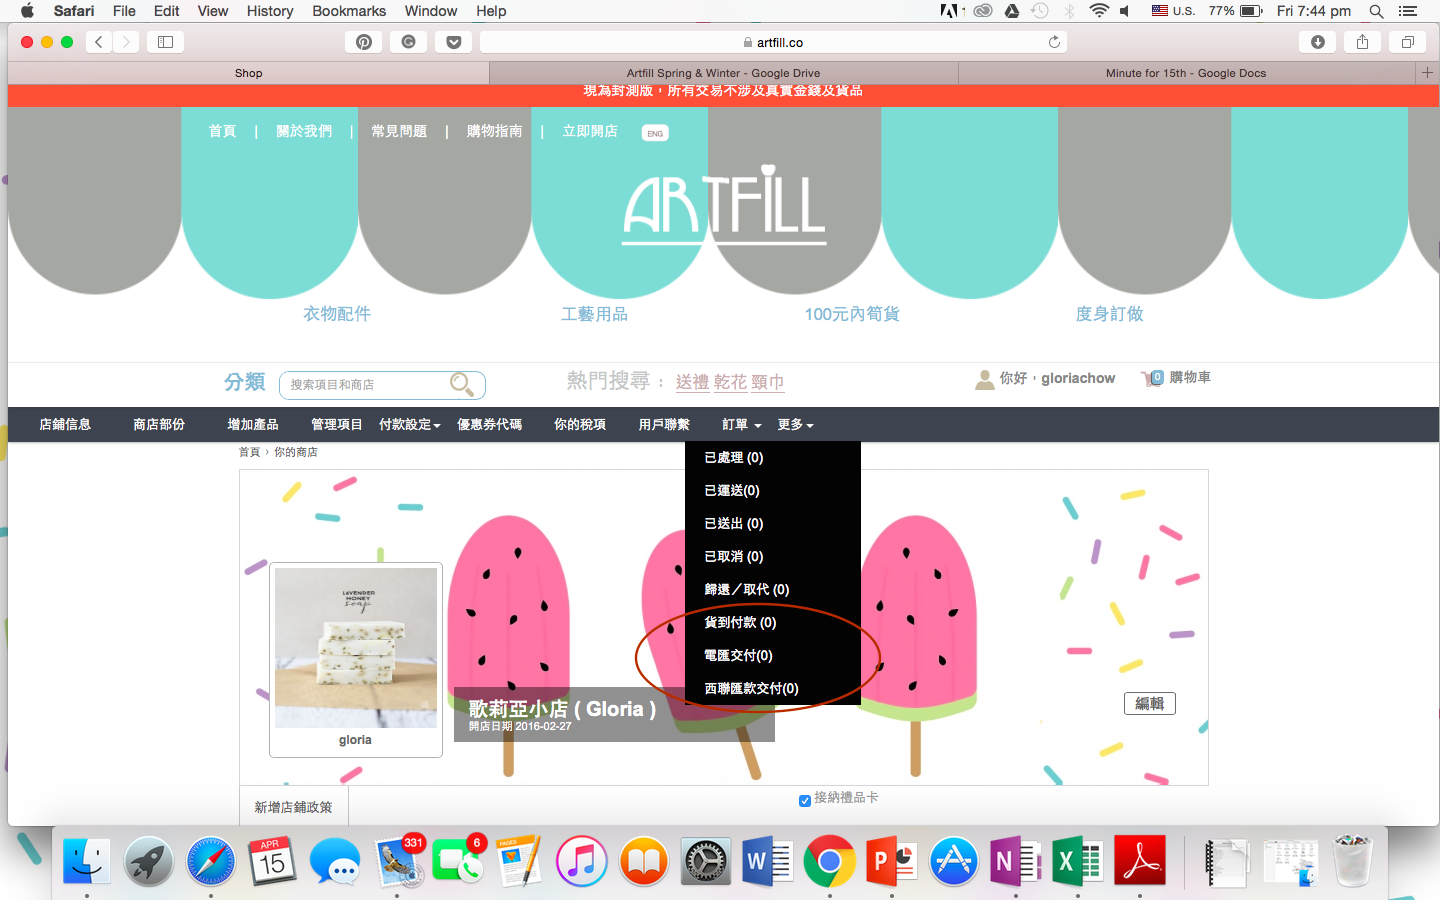 Safari File Edit View History Bookmarks Window Help
U.S. 77% Fri 7:44 pm
artfill.co
Shop
Artfill Spring & Winter - Google Drive
Minute for 15th - Google Docs
現為封測版，所有交易不涉及真實金錢及貨品
首頁 | 關於我們 | 常見問題 | 購物指南 | 立即開店 ENG
ARTFiLL
衣物配件 工藝用品 100元內筍貨 度身訂做
分類 搜索項目和商店 熱門搜尋： 送禮 乾花 頸巾 你好，gloriachow 0 購物車
店鋪信息 商店部份 增加產品 管理項目 付款設定 優惠券代碼 你的稅項 用戶聯繫 訂單 更多
首頁 › 你的商店
已處理 (0)
已運送(0)
已送出 (0)
已取消 (0)
歸還／取代 (0)
貨到付款 (0)
電匯交付(0)
西聯匯款交付(0)
LAVENDER
HONEY
soap
gloria
歌莉亞小店 ( Gloria )
開店日期 2016-02-27
編輯
新增店鋪政策
接納禮品卡
APR
15
331
6
PAGES
W
P
N
X